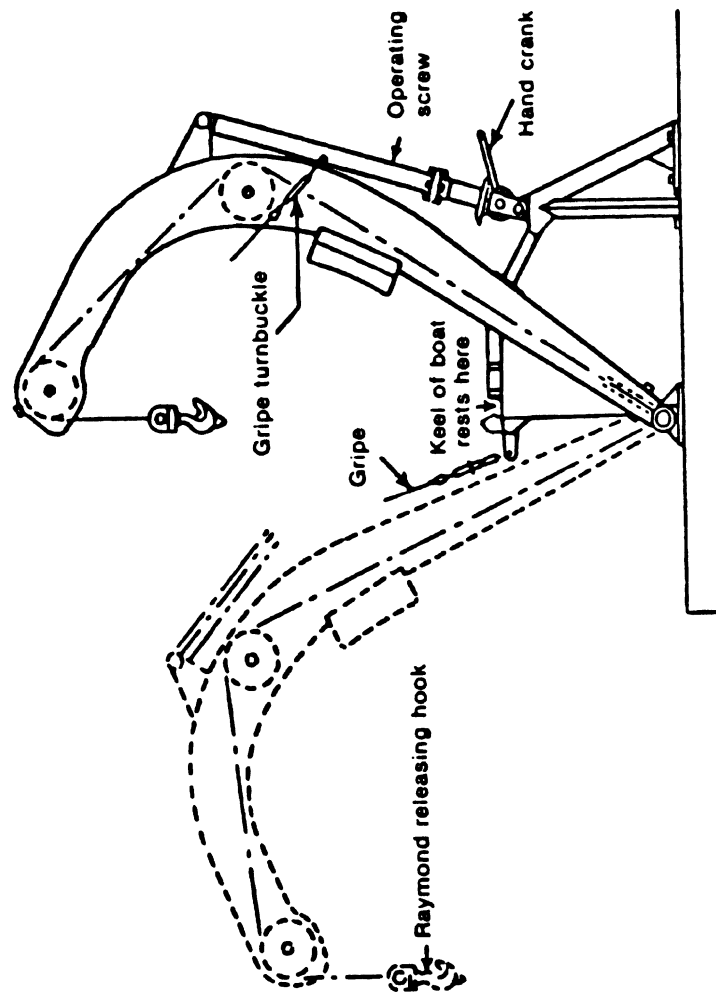 Operating
screw
Hand crank
Gripe turnbuckle
Keel of boat
rests here
Gripe
Raymond releasing hook